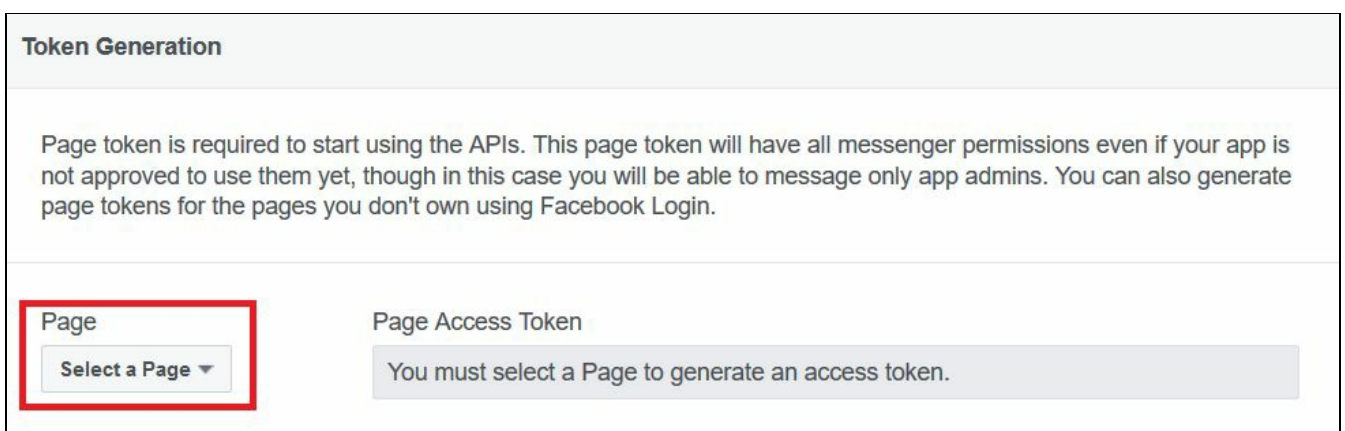 Token Generation
Page token is required to start using the APIs. This page token will have all messenger permissions even if your app is
not approved to use them yet, though in this case you will be able to message only app admins. You can also generate
page tokens for the pages you don't own using Facebook Login.
Page
Select a Page
Page Access Token
You must select a Page to generate an access token.